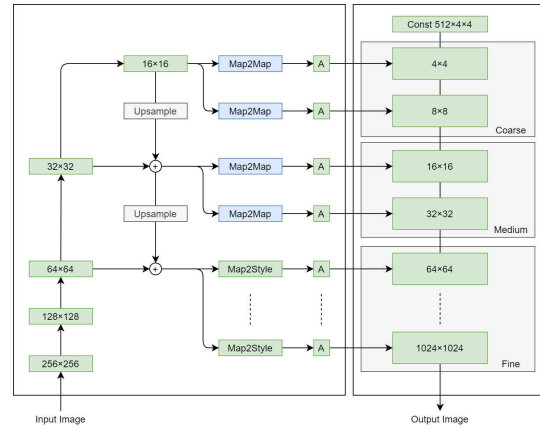 Const 512×4×4
16×16
Map2Map
A
4×4
Upsample
Map2Map
A
8×8
Coarse
32×32
Map2Map
A
16×16
Upsample
Map2Map
A
32×32
Medium
64×64
Map2Style
A
64×64
128×128
Map2Style
A
1024×1024
256×256
Fine
Input Image
Output Image